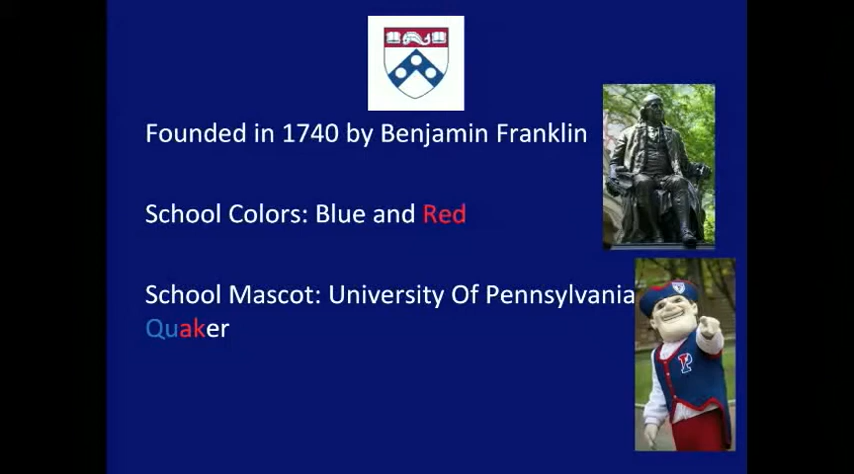 Founded in 1740 by Benjamin Franklin
School Colors: Blue and Red
School Mascot: University Of Pennsylvania
Quaker
P